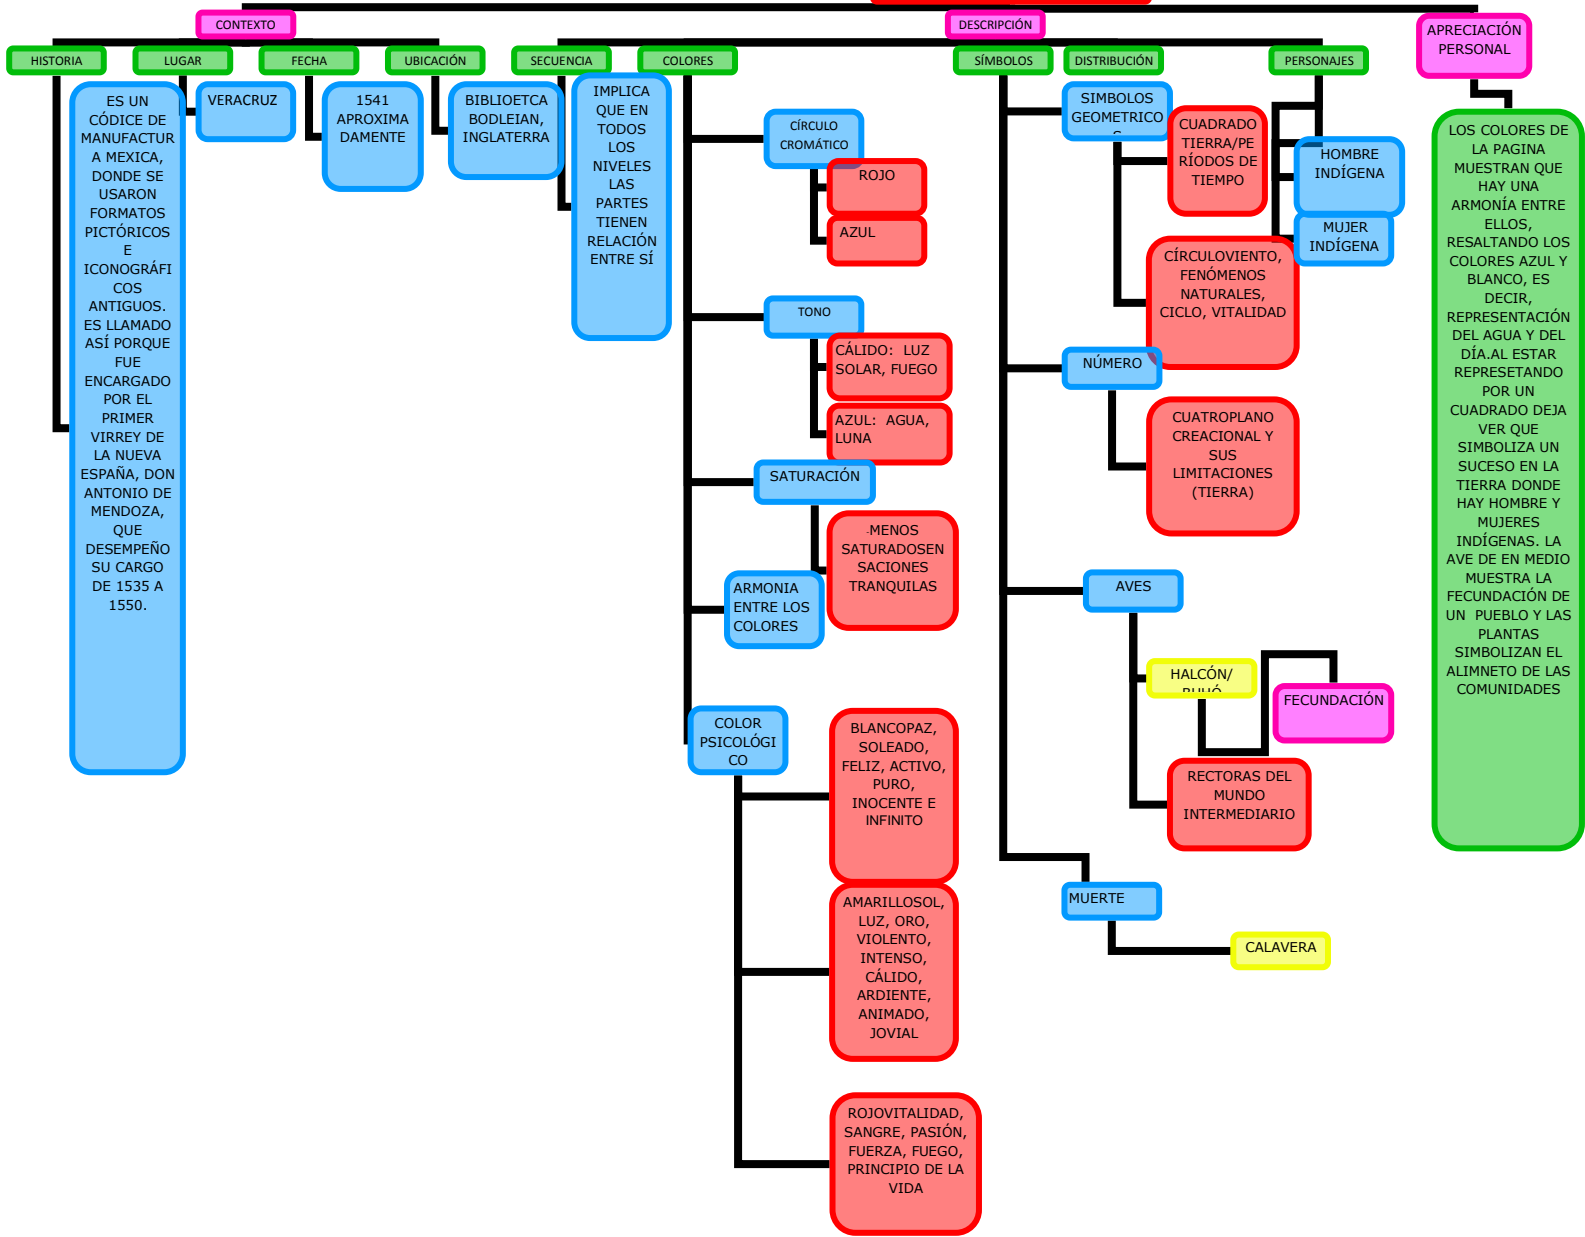 CONTEXTO
DESCRIPCIÓN
APRECIACIÓN
PERSONAL
HISTORIA
LUGAR
FECHA
UBICACIÓN
SECUENCIA
COLORES
SÍMBOLOS
DISTRIBUCIÓN
PERSONAJES
ES UN
CÓDICE DE
MANUFACTUR
A MEXICA,
DONDE SE
USARON
FORMATOS
PICTÓRICOS
E
ICONOGRÁFI
COS
ANTIGUOS.
ES LLAMADO
ASÍ PORQUE
FUE
ENCARGADO
POR EL
PRIMER
VIRREY DE
LA NUEVA
ESPAÑA, DON
ANTONIO DE
MENDOZA,
QUE
DESEMPEÑO
SU CARGO
DE 1535 A
1550.
VERACRUZ
1541
APROXIMA
DAMENTE
BIBLIOETCA
BODLEIAN,
INGLATERRA
IMPLICA
QUE EN
TODOS
LOS
NIVELES
LAS
PARTES
TIENEN
RELACIÓN
ENTRE SÍ
CÍRCULO
CROMÁTICO
ROJO
AZUL
TONO
CÁLIDO: LUZ
SOLAR, FUEGO
AZUL: AGUA,
LUNA
SATURACIÓN
-MENOS
SATURADOSEN
SACIONES
TRANQUILAS
ARMONIA
ENTRE LOS
COLORES
COLOR
PSICOLÓGI
CO
BLANCOPAZ,
SOLEADO,
FELIZ, ACTIVO,
PURO,
INOCENTE E
INFINITO
AMARILLOSOL,
LUZ, ORO,
VIOLENTO,
INTENSO,
CÁLIDO,
ARDIENTE,
ANIMADO,
JOVIAL
ROJOVITALIDAD,
SANGRE, PASIÓN,
FUERZA, FUEGO,
PRINCIPIO DE LA
VIDA
SIMBOLOS
GEOMETRICO
CUADRADO
TIERRA/PE
RÍODOS DE
TIEMPO
CÍRCULOVIENTO,
FENÓMENOS
NATURALES,
CICLO, VITALIDAD
NÚMERO
CUATROPLANO
CREACIONAL Y
SUS
LIMITACIONES
(TIERRA)
AVES
HALCÓN/
FECUNDACIÓN
RECTORAS DEL
MUNDO
INTERMEDIARIO
MUERTE
CALAVERA
HOMBRE
INDÍGENA
MUJER
INDÍGENA
LOS COLORES DE
LA PAGINA
MUESTRAN QUE
HAY UNA
ARMONÍA ENTRE
ELLOS,
RESALTANDO LOS
COLORES AZUL Y
BLANCO, ES
DECIR,
REPRESENTACIÓN
DEL AGUA Y DEL
DÍA.AL ESTAR
REPRESETANDO
POR UN
CUADRADO DEJA
VER QUE
SIMBOLIZA UN
SUCESO EN LA
TIERRA DONDE
HAY HOMBRE Y
MUJERES
INDÍGENAS. LA
AVE DE EN MEDIO
MUESTRA LA
FECUNDACIÓN DE
UN PUEBLO Y LAS
PLANTAS
SIMBOLIZAN EL
ALIMNETO DE LAS
COMUNIDADES